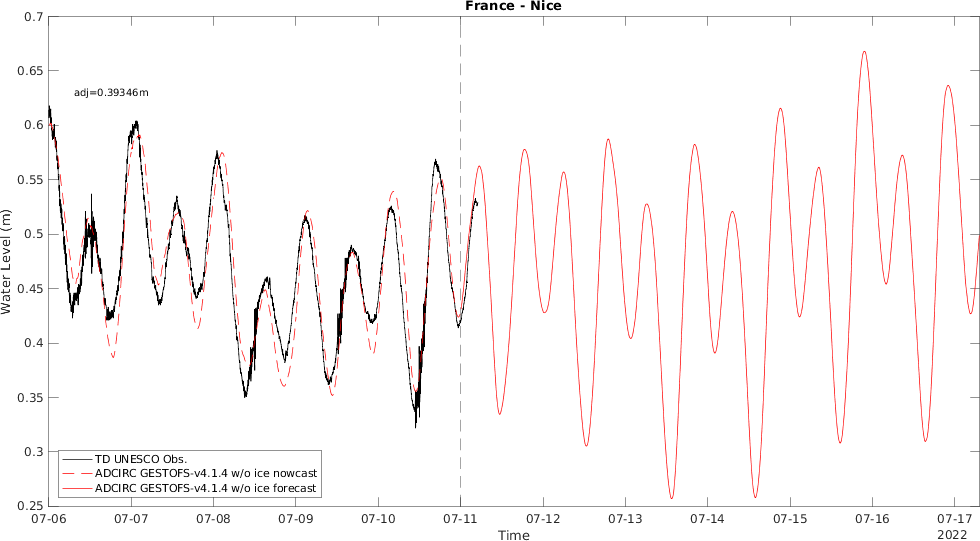 France - Nice
0.7
0.65
adj=0.39346m
0.6
0.55
0.5
Water Level (m)
0.45
0.4
0.35
0.3
0.25
TD UNESCO Obs.
ADCIRC GESTOFS-v4.1.4 w/o ice nowcast
ADCIRC GESTOFS-v4.1.4 w/o ice forecast
07-06 07-07 07-08 07-09 07-10 07-11 07-12 07-13 07-14 07-15 07-16 07-17
Time
2022